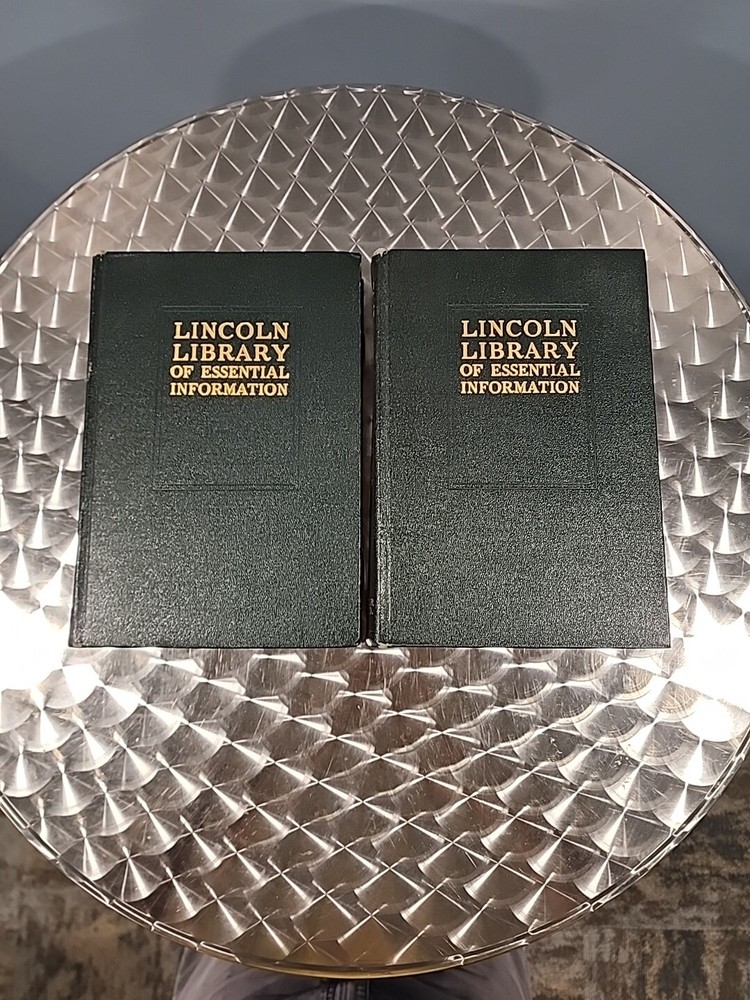 LINCOLN
LIBRARY
OF ESSENTIAL
INFORMATION
LINCOLN
LIBRARY
OF ESSENTIAL
INFORMATION